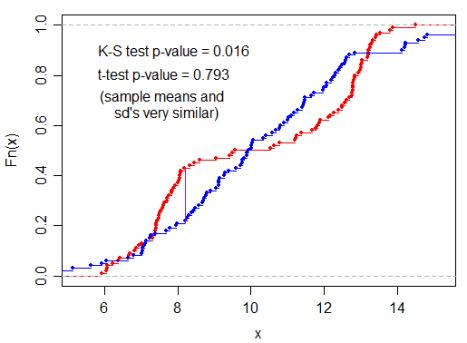 K-S test p-value = 0.016
t-test p-value = 0.793
(sample means and
sd's very similar)
Fn(x)
1.0
0.8
0.6
0.4
0.2
0.0
6 8 10 12 14
x